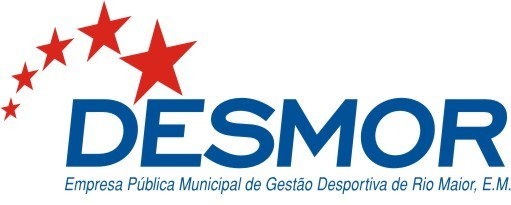 DESMOR
Empresa Pública Municipal de Gestão Desportiva de Rio Maior, E.M.